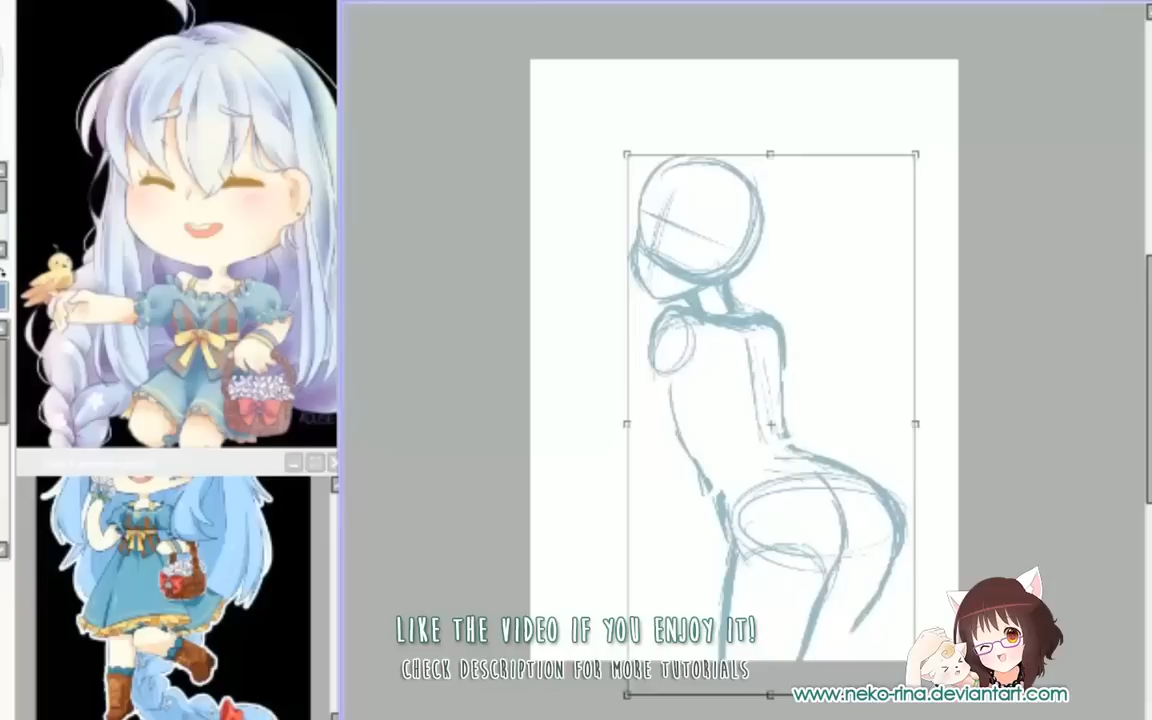 LIKE THE VIDEO IF YOU ENJOY IT!
CHECK DESCRIPTION FOR MORE TUTORIALS
www.neko-rina.deviantart.com